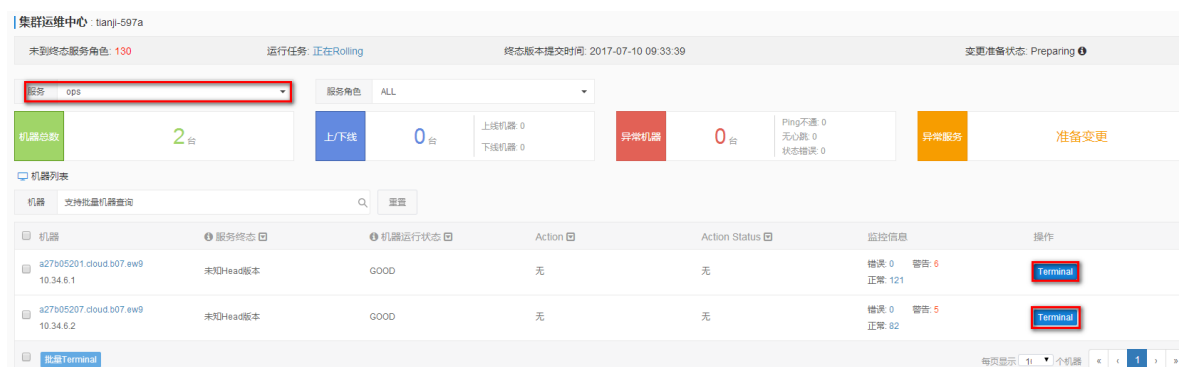 集群运维中心 : tianji-597a
未到终态服务角色: 130 运行任务: 正在Rolling 终态版本提交时间: 2017-07-10 09:33:39 变更准备状态: Preparing
服务 ops 服务角色 ALL
机器总数 2 台 上/下线 0 台 上线机器: 0 下线机器: 0 异常机器 0 台 Ping不通: 0 无心跳: 0 状态错误: 0 异常服务 准备变更
机器列表
机器 支持批量机器查询 重置
机器 服务终态 机器运行状态 Action Action Status 监控信息 操作
a27b05201.cloud.b07.ew9 未知Head版本 GOOD 无 无 错误: 0 警告: 6 Terminal
10.34.6.1 正常: 121
a27b05207.cloud.b07.ew9 未知Head版本 GOOD 无 无 错误: 0 警告: 5 Terminal
10.34.6.2 正常: 82
批量Terminal 每页显示 个机器 « ‹ 1 › »